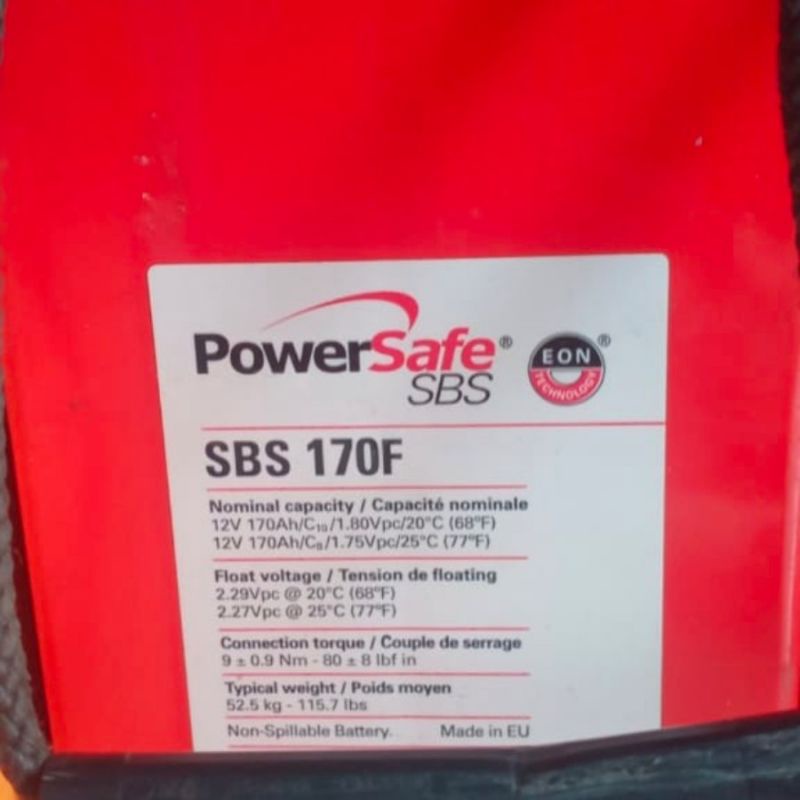 PowerSafe®
SBS
EON®
TECHNOLOGY
SBS 170F
Nominal capacity / Capacité nominale
12V 170Ah/C₁₀/1.80Vpc/20°C (68°F)
12V 170Ah/C₈/1.75Vpc/25°C (77°F)
Float voltage / Tension de floating
2.29Vpc @ 20°C (68°F)
2.27Vpc @ 25°C (77°F)
Connection torque / Couple de serrage
9 ± 0.9 Nm - 80 ± 8 lbf in
Typical weight / Poids moyen
52.5 kg - 115.7 lbs
Non-Spillable Battery. Made in EU